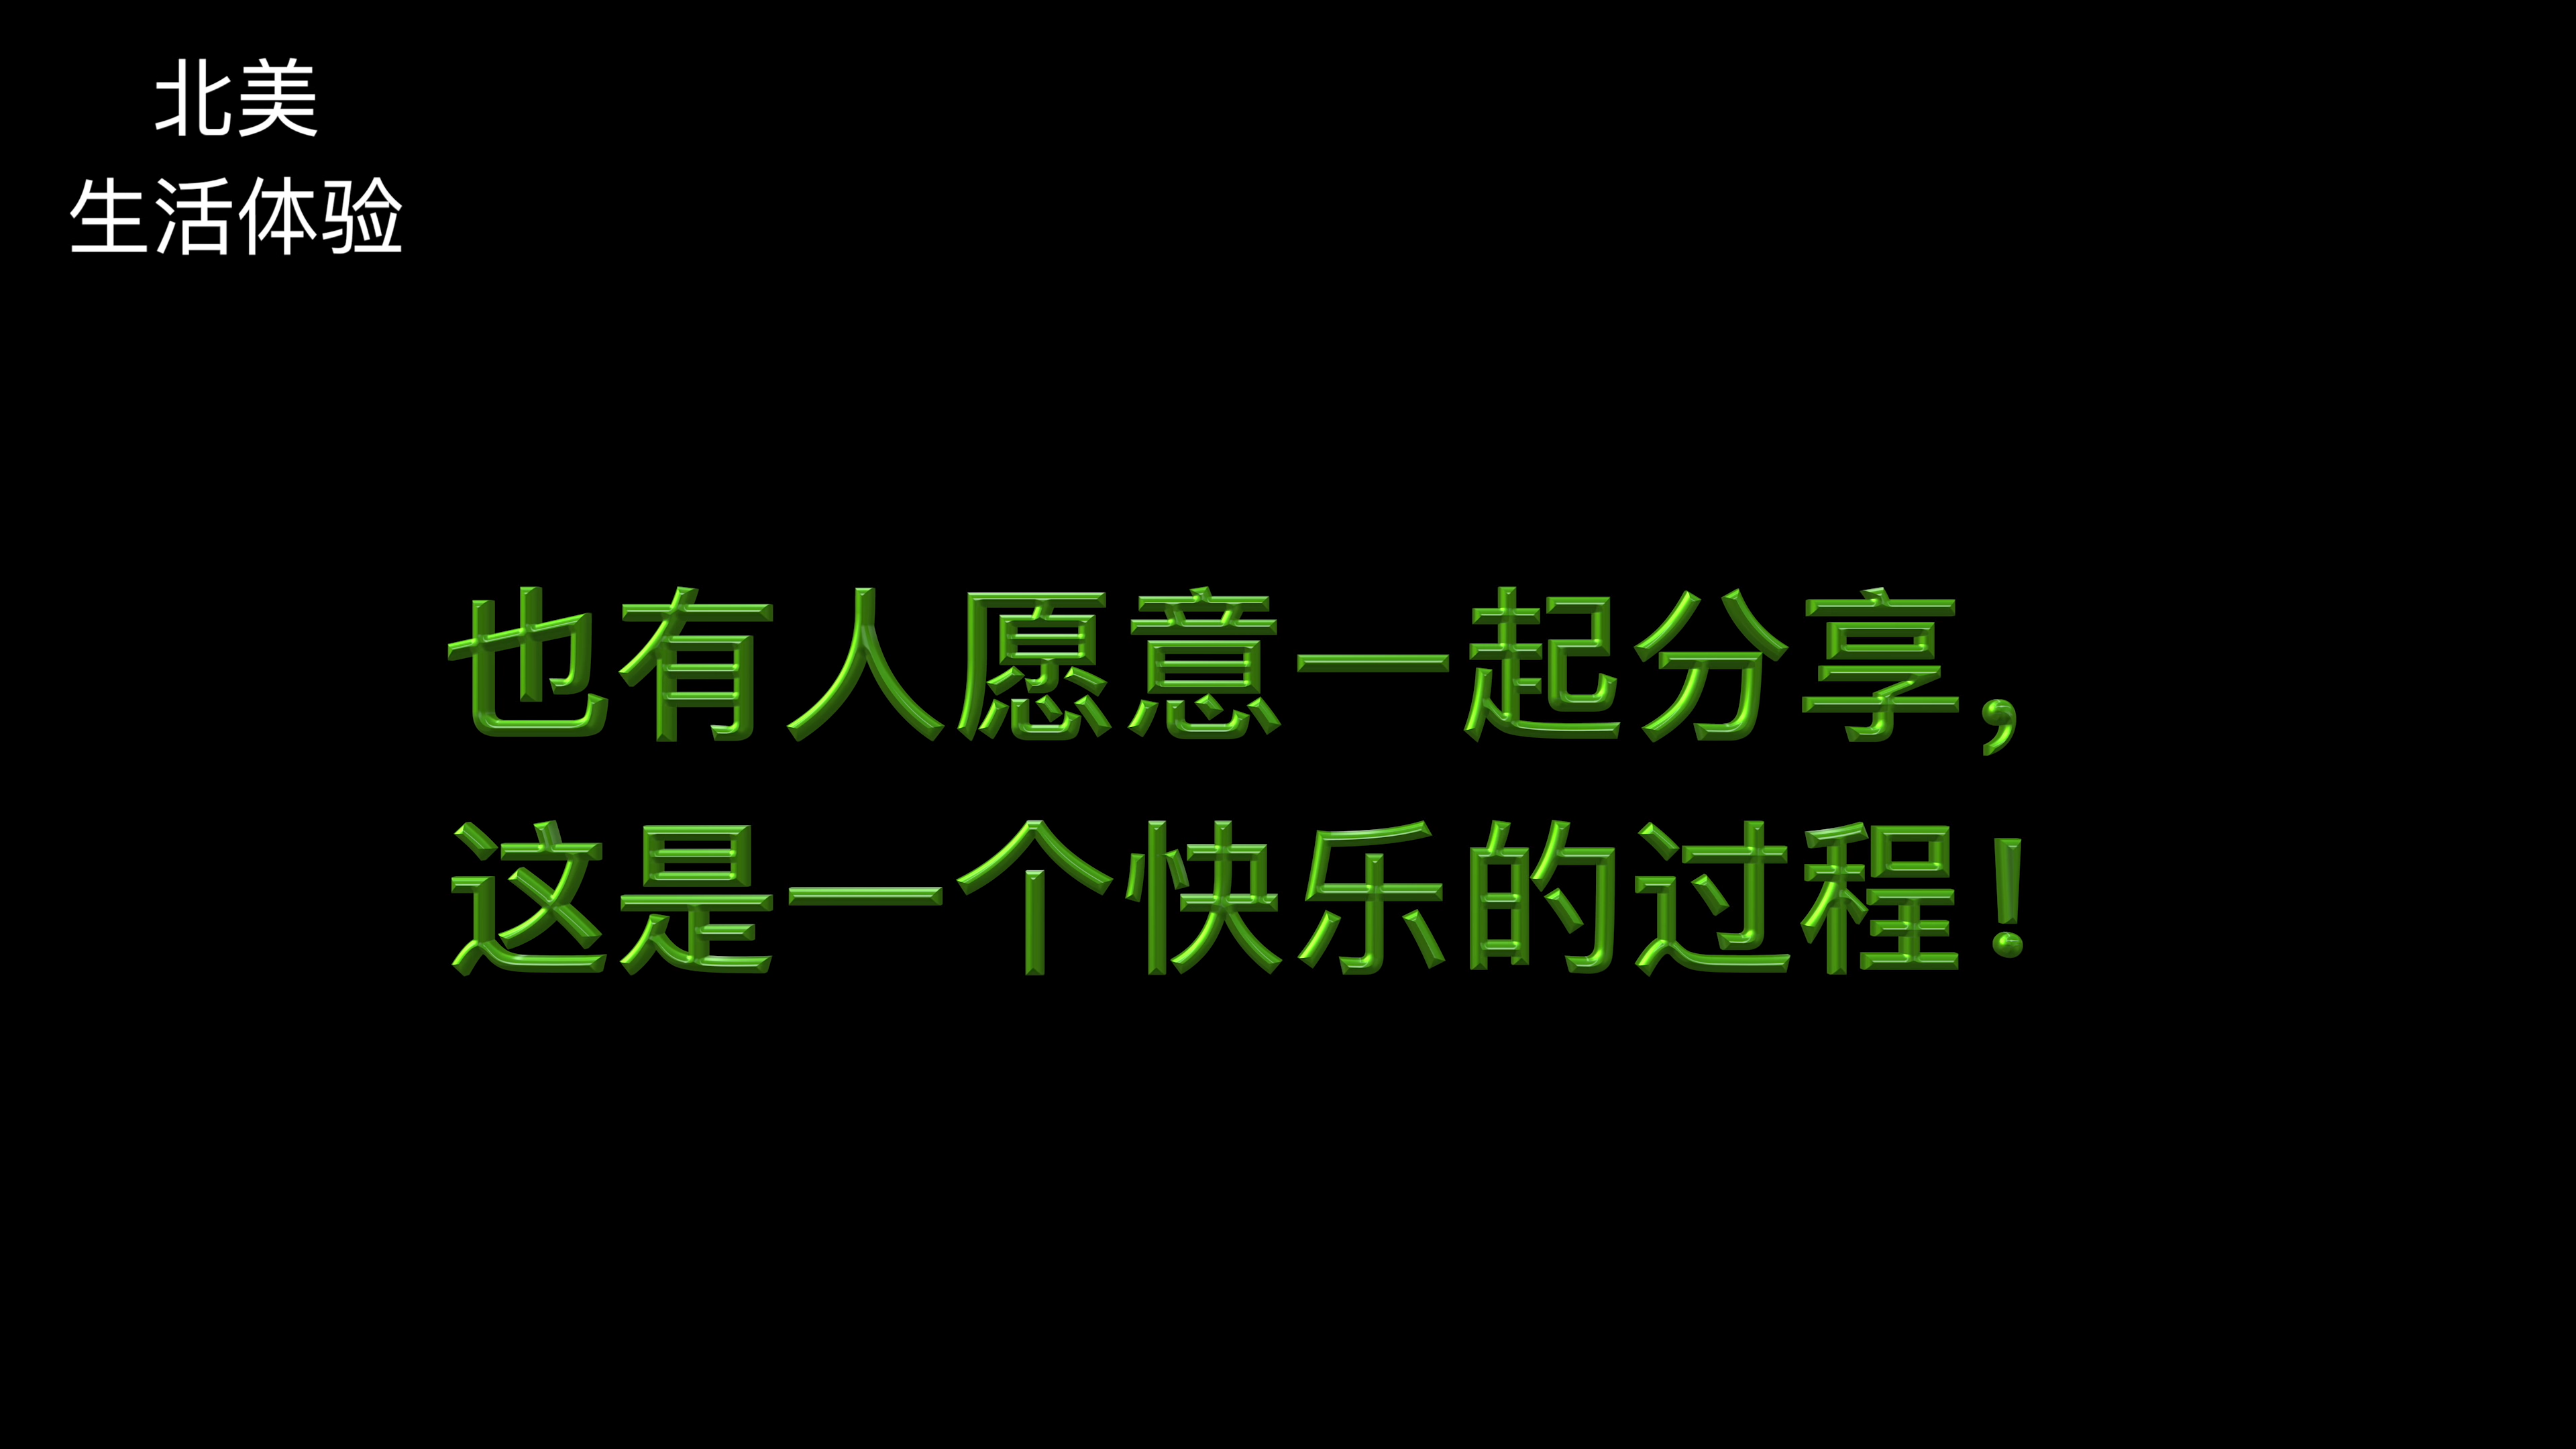 北美
生活体验
也有人愿意一起分享，
这是一个快乐的过程！